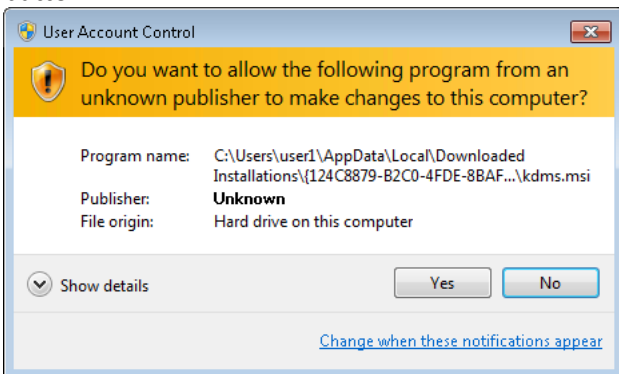 User Account Control
Do you want to allow the following program from an
unknown publisher to make changes to this computer?
Program name: C:\Users\user1\AppData\Local\Downloaded
Installations\{124C8879-B2C0-4FDE-8BAF...\kdms.msi
Publisher: Unknown
File origin: Hard drive on this computer
Show details Yes No
Change when these notifications appear